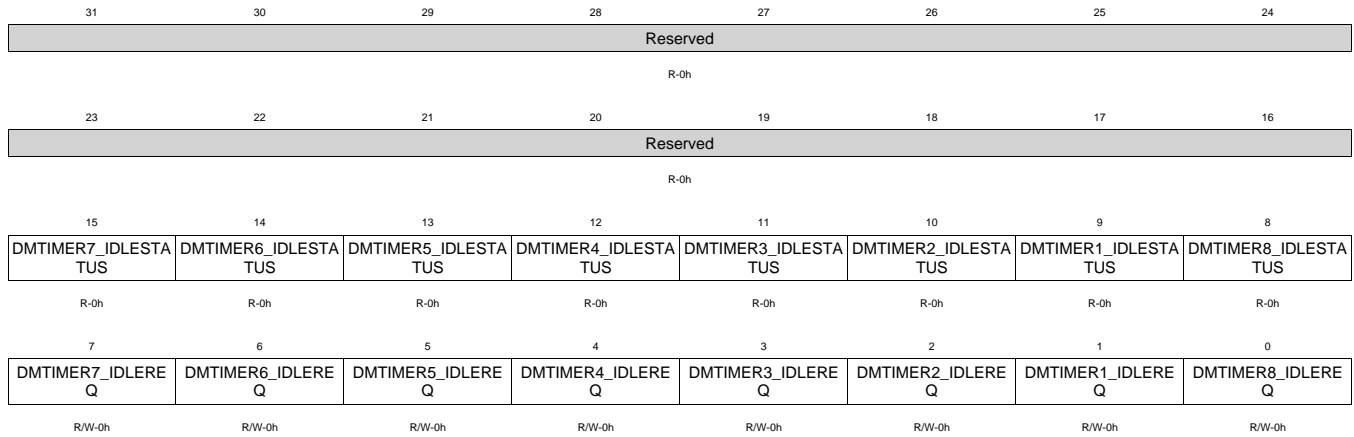 31 30 29 28 27 26 25 24
Reserved
R-0h
23 22 21 20 19 18 17 16
Reserved
R-0h
15 14 13 12 11 10 9 8
DMTIMER7_IDLESTA DMTIMER6_IDLESTA DMTIMER5_IDLESTA DMTIMER4_IDLESTA DMTIMER3_IDLESTA DMTIMER2_IDLESTA DMTIMER1_IDLESTA DMTIMER8_IDLESTA
TUS TUS TUS TUS TUS TUS TUS TUS
R-0h R-0h R-0h R-0h R-0h R-0h R-0h R-0h
7 6 5 4 3 2 1 0
DMTIMER7_IDLERE DMTIMER6_IDLERE DMTIMER5_IDLERE DMTIMER4_IDLERE DMTIMER3_IDLERE DMTIMER2_IDLERE DMTIMER1_IDLERE DMTIMER8_IDLERE
Q Q Q Q Q Q Q Q
R/W-0h R/W-0h R/W-0h R/W-0h R/W-0h R/W-0h R/W-0h R/W-0h